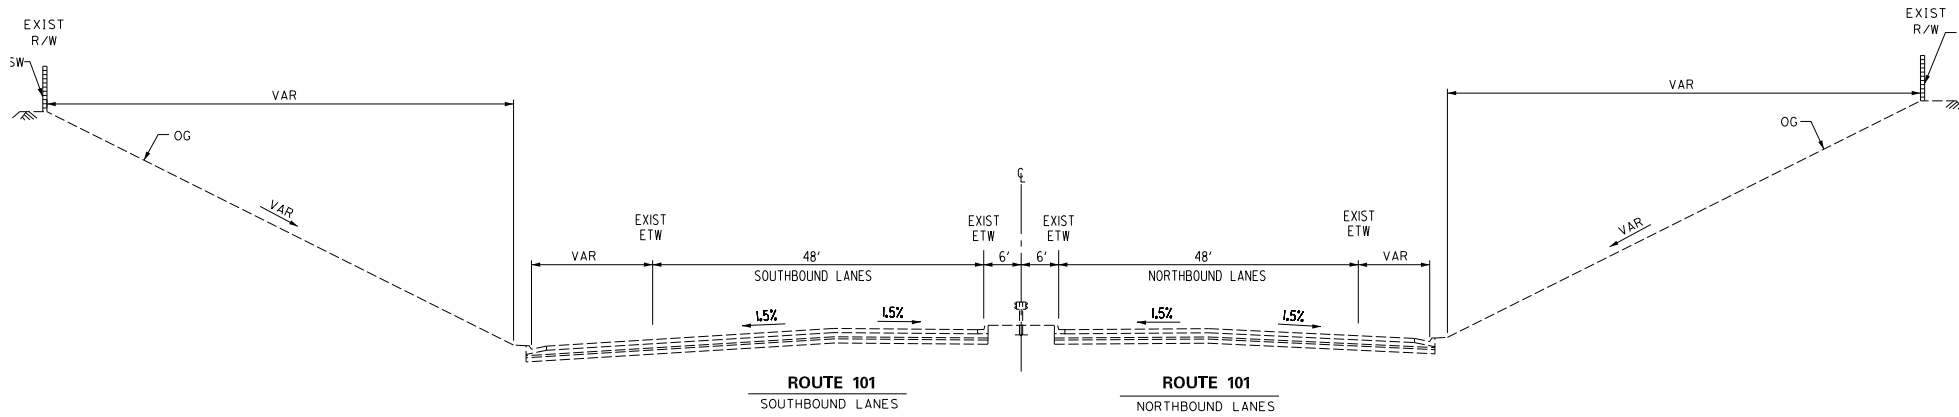 EXIST
R/W
SW
VAR
OG
VAR
EXIST
ETW
VAR
48'
SOUTHBOUND LANES
1.5%
1.5%
EXIST
ETW
6'
℄
6'
EXIST
ETW
48'
NORTHBOUND LANES
1.5%
1.5%
EXIST
ETW
VAR
VAR
OG
VAR
EXIST
R/W
ROUTE 101
SOUTHBOUND LANES
ROUTE 101
NORTHBOUND LANES